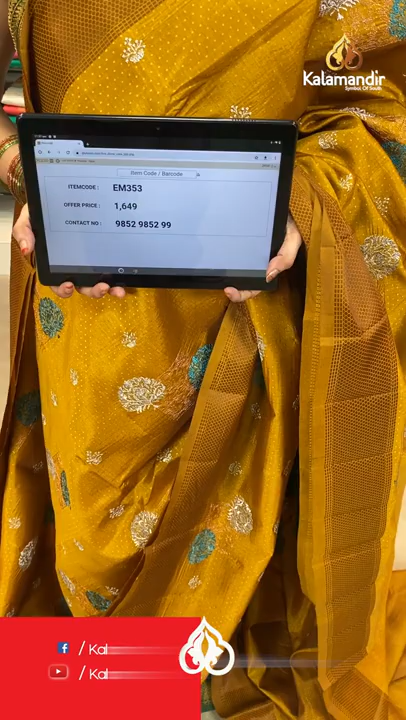 Kalamandir
Symbol Of South
Item Code / Barcode
ITEMCODE : EM353
OFFER PRICE : 1,649
CONTACT NO : 9852 9852 99
/ Kal
/ Kal